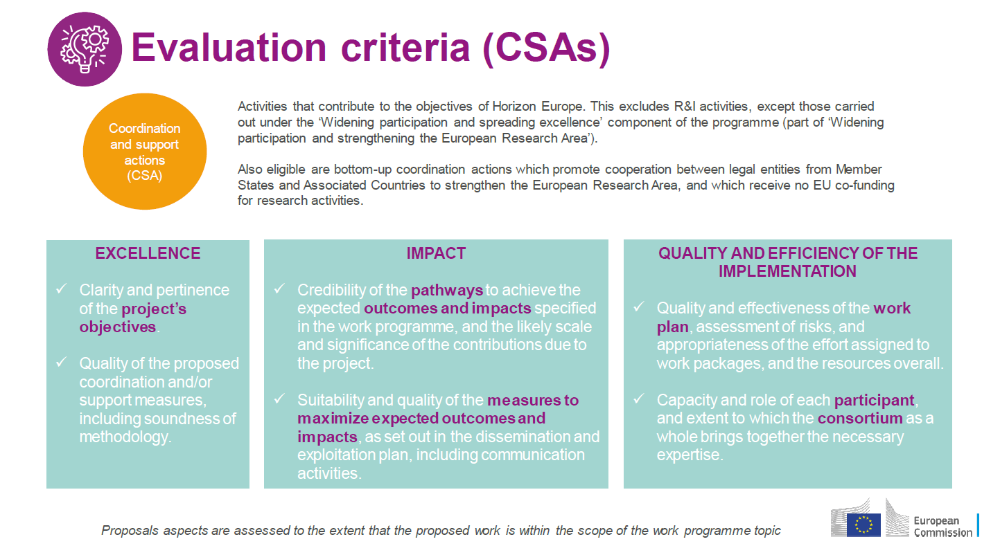 Evaluation criteria (CSAs)
Coordination
and support
actions
(CSA)
Activities that contribute to the objectives of Horizon Europe. This excludes R&I activities, except those carried
out under the ‘Widening participation and spreading excellence’ component of the programme (part of ‘Widening
participation and strengthening the European Research Area’).
Also eligible are bottom-up coordination actions which promote cooperation between legal entities from Member
States and Associated Countries to strengthen the European Research Area, and which receive no EU co-funding
for research activities.
EXCELLENCE
✓ Clarity and pertinence
of the project’s
objectives.
✓ Quality of the proposed
coordination and/or
support measures,
including soundness of
methodology.
IMPACT
✓ Credibility of the pathways to achieve the
expected outcomes and impacts specified
in the work programme, and the likely scale
and significance of the contributions due to
the project.
✓ Suitability and quality of the measures to
maximize expected outcomes and
impacts, as set out in the dissemination and
exploitation plan, including communication
activities.
QUALITY AND EFFICIENCY OF THE
IMPLEMENTATION
✓ Quality and effectiveness of the work
plan, assessment of risks, and
appropriateness of the effort assigned to
work packages, and the resources overall.
✓ Capacity and role of each participant,
and extent to which the consortium as a
whole brings together the necessary
expertise.
Proposals aspects are assessed to the extent that the proposed work is within the scope of the work programme topic
European
Commission